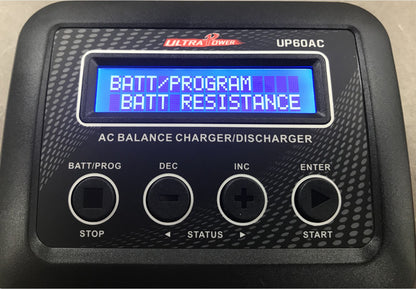 ULTRA POWER UP60AC
BATT/PROGRAM
BATT RESISTANCE
AC BALANCE CHARGER/DISCHARGER
BATT/PROG DEC INC ENTER
STOP ◄ STATUS ► START